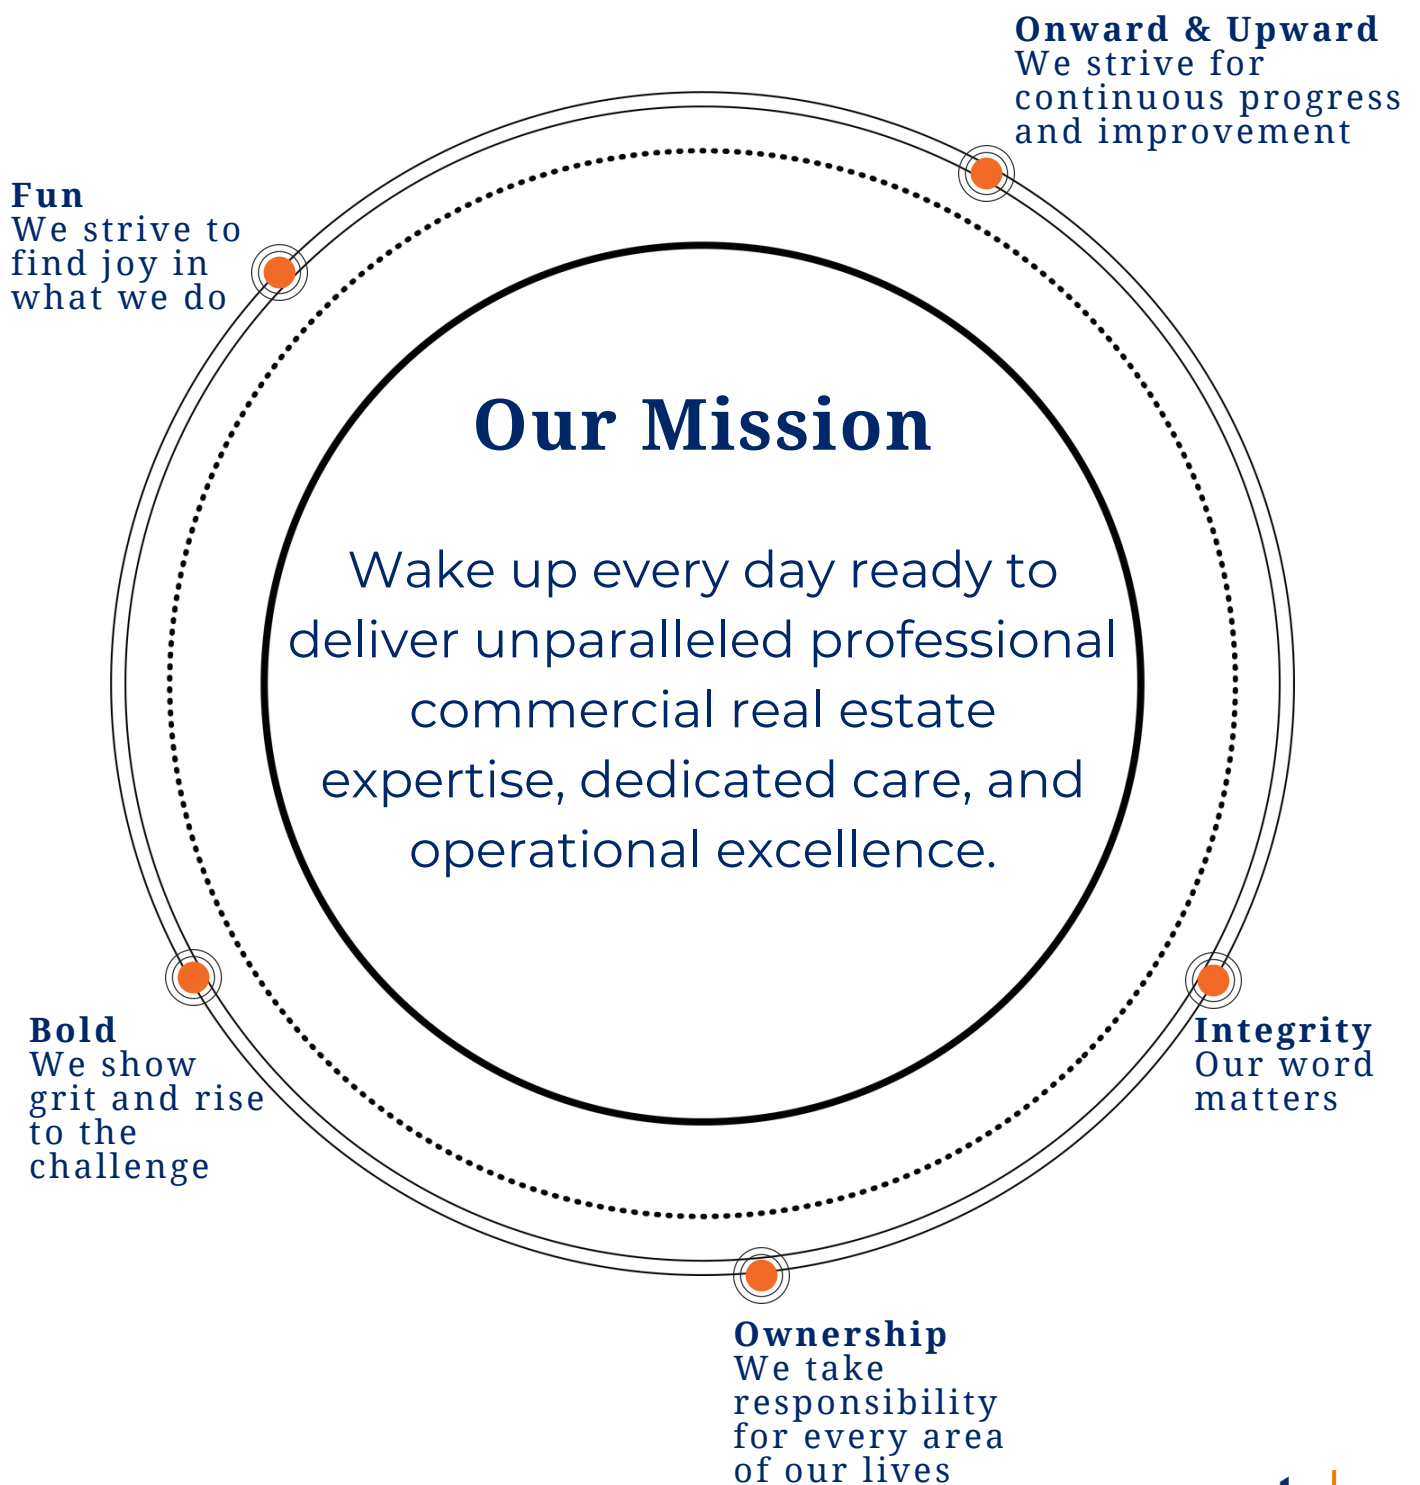 Onward & Upward
We strive for
continuous progress
and improvement
Fun
We strive to
find joy in
what we do
Our Mission
Wake up every day ready to
deliver unparalleled professional
commercial real estate
expertise, dedicated care, and
operational excellence.
Bold
We show
grit and rise
to the
challenge
Integrity
Our word
matters
Ownership
We take
responsibility
for every area
of our lives